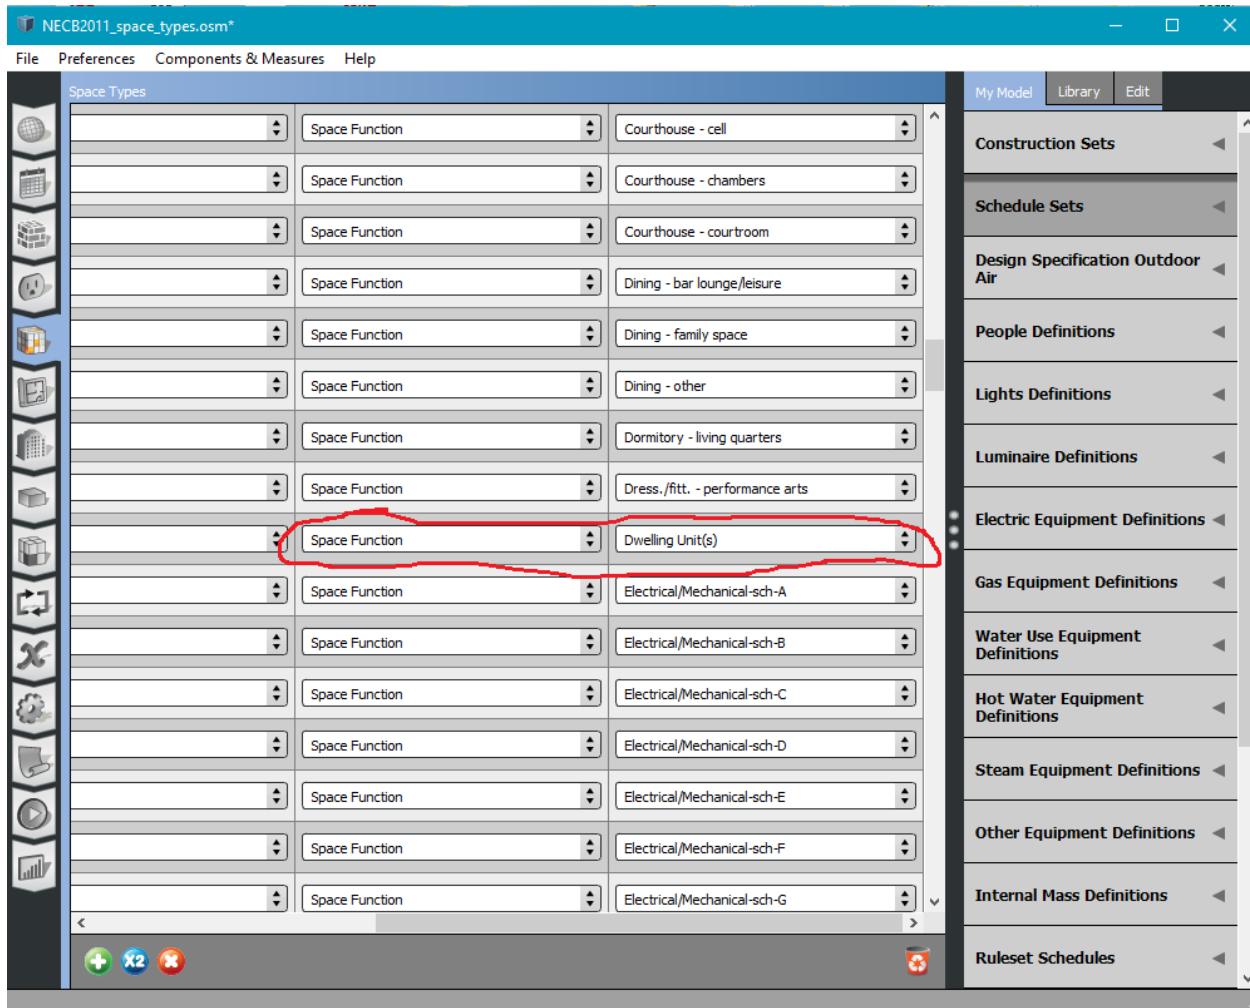 NECB2011_space_types.osm*
File Preferences Components & Measures Help
Space Types
My Model Library Edit
Space Function Courthouse - cell
Space Function Courthouse - chambers
Space Function Courthouse - courtroom
Space Function Dining - bar lounge/leisure
Space Function Dining - family space
Space Function Dining - other
Space Function Dormitory - living quarters
Space Function Dress./fitt. - performance arts
Space Function Dwelling Unit(s)
Space Function Electrical/Mechanical-sch-A
Space Function Electrical/Mechanical-sch-B
Space Function Electrical/Mechanical-sch-C
Space Function Electrical/Mechanical-sch-D
Space Function Electrical/Mechanical-sch-E
Space Function Electrical/Mechanical-sch-F
Space Function Electrical/Mechanical-sch-G
Construction Sets
Schedule Sets
Design Specification Outdoor
Air
People Definitions
Lights Definitions
Luminaire Definitions
Electric Equipment Definitions
Gas Equipment Definitions
Water Use Equipment
Definitions
Hot Water Equipment
Definitions
Steam Equipment Definitions
Other Equipment Definitions
Internal Mass Definitions
Ruleset Schedules
X2